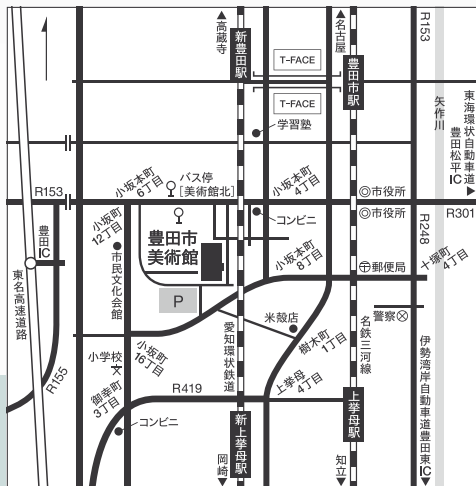 ▲高蔵寺
新豊田駅
T-FACE
T-FACE
▲名古屋
豊田市駅
R153
矢作川
東海環状自動車道
豊田松平IC▶
学習塾
バス停
[美術館北]
小坂本町
6丁目
小坂本町
4丁目
R153
◎市役所
◎市役所
R301
小坂町
12丁目
豊田市
美術館
コンビニ
R248
豊田
IC
市民文化会館
小坂本町
8丁目
〒郵便局
十塚町
4丁目
東名高速道路
P
米殻店
警察
愛知環状鉄道
樹木町
1丁目
名鉄三河線
伊勢湾岸自動車道豊田東IC▼
小学校
文
小坂町
16丁目
R155
御幸町
3丁目
R419
上挙母
4丁目
コンビニ
新上挙母駅
岡崎▼
上挙母駅
知立▼